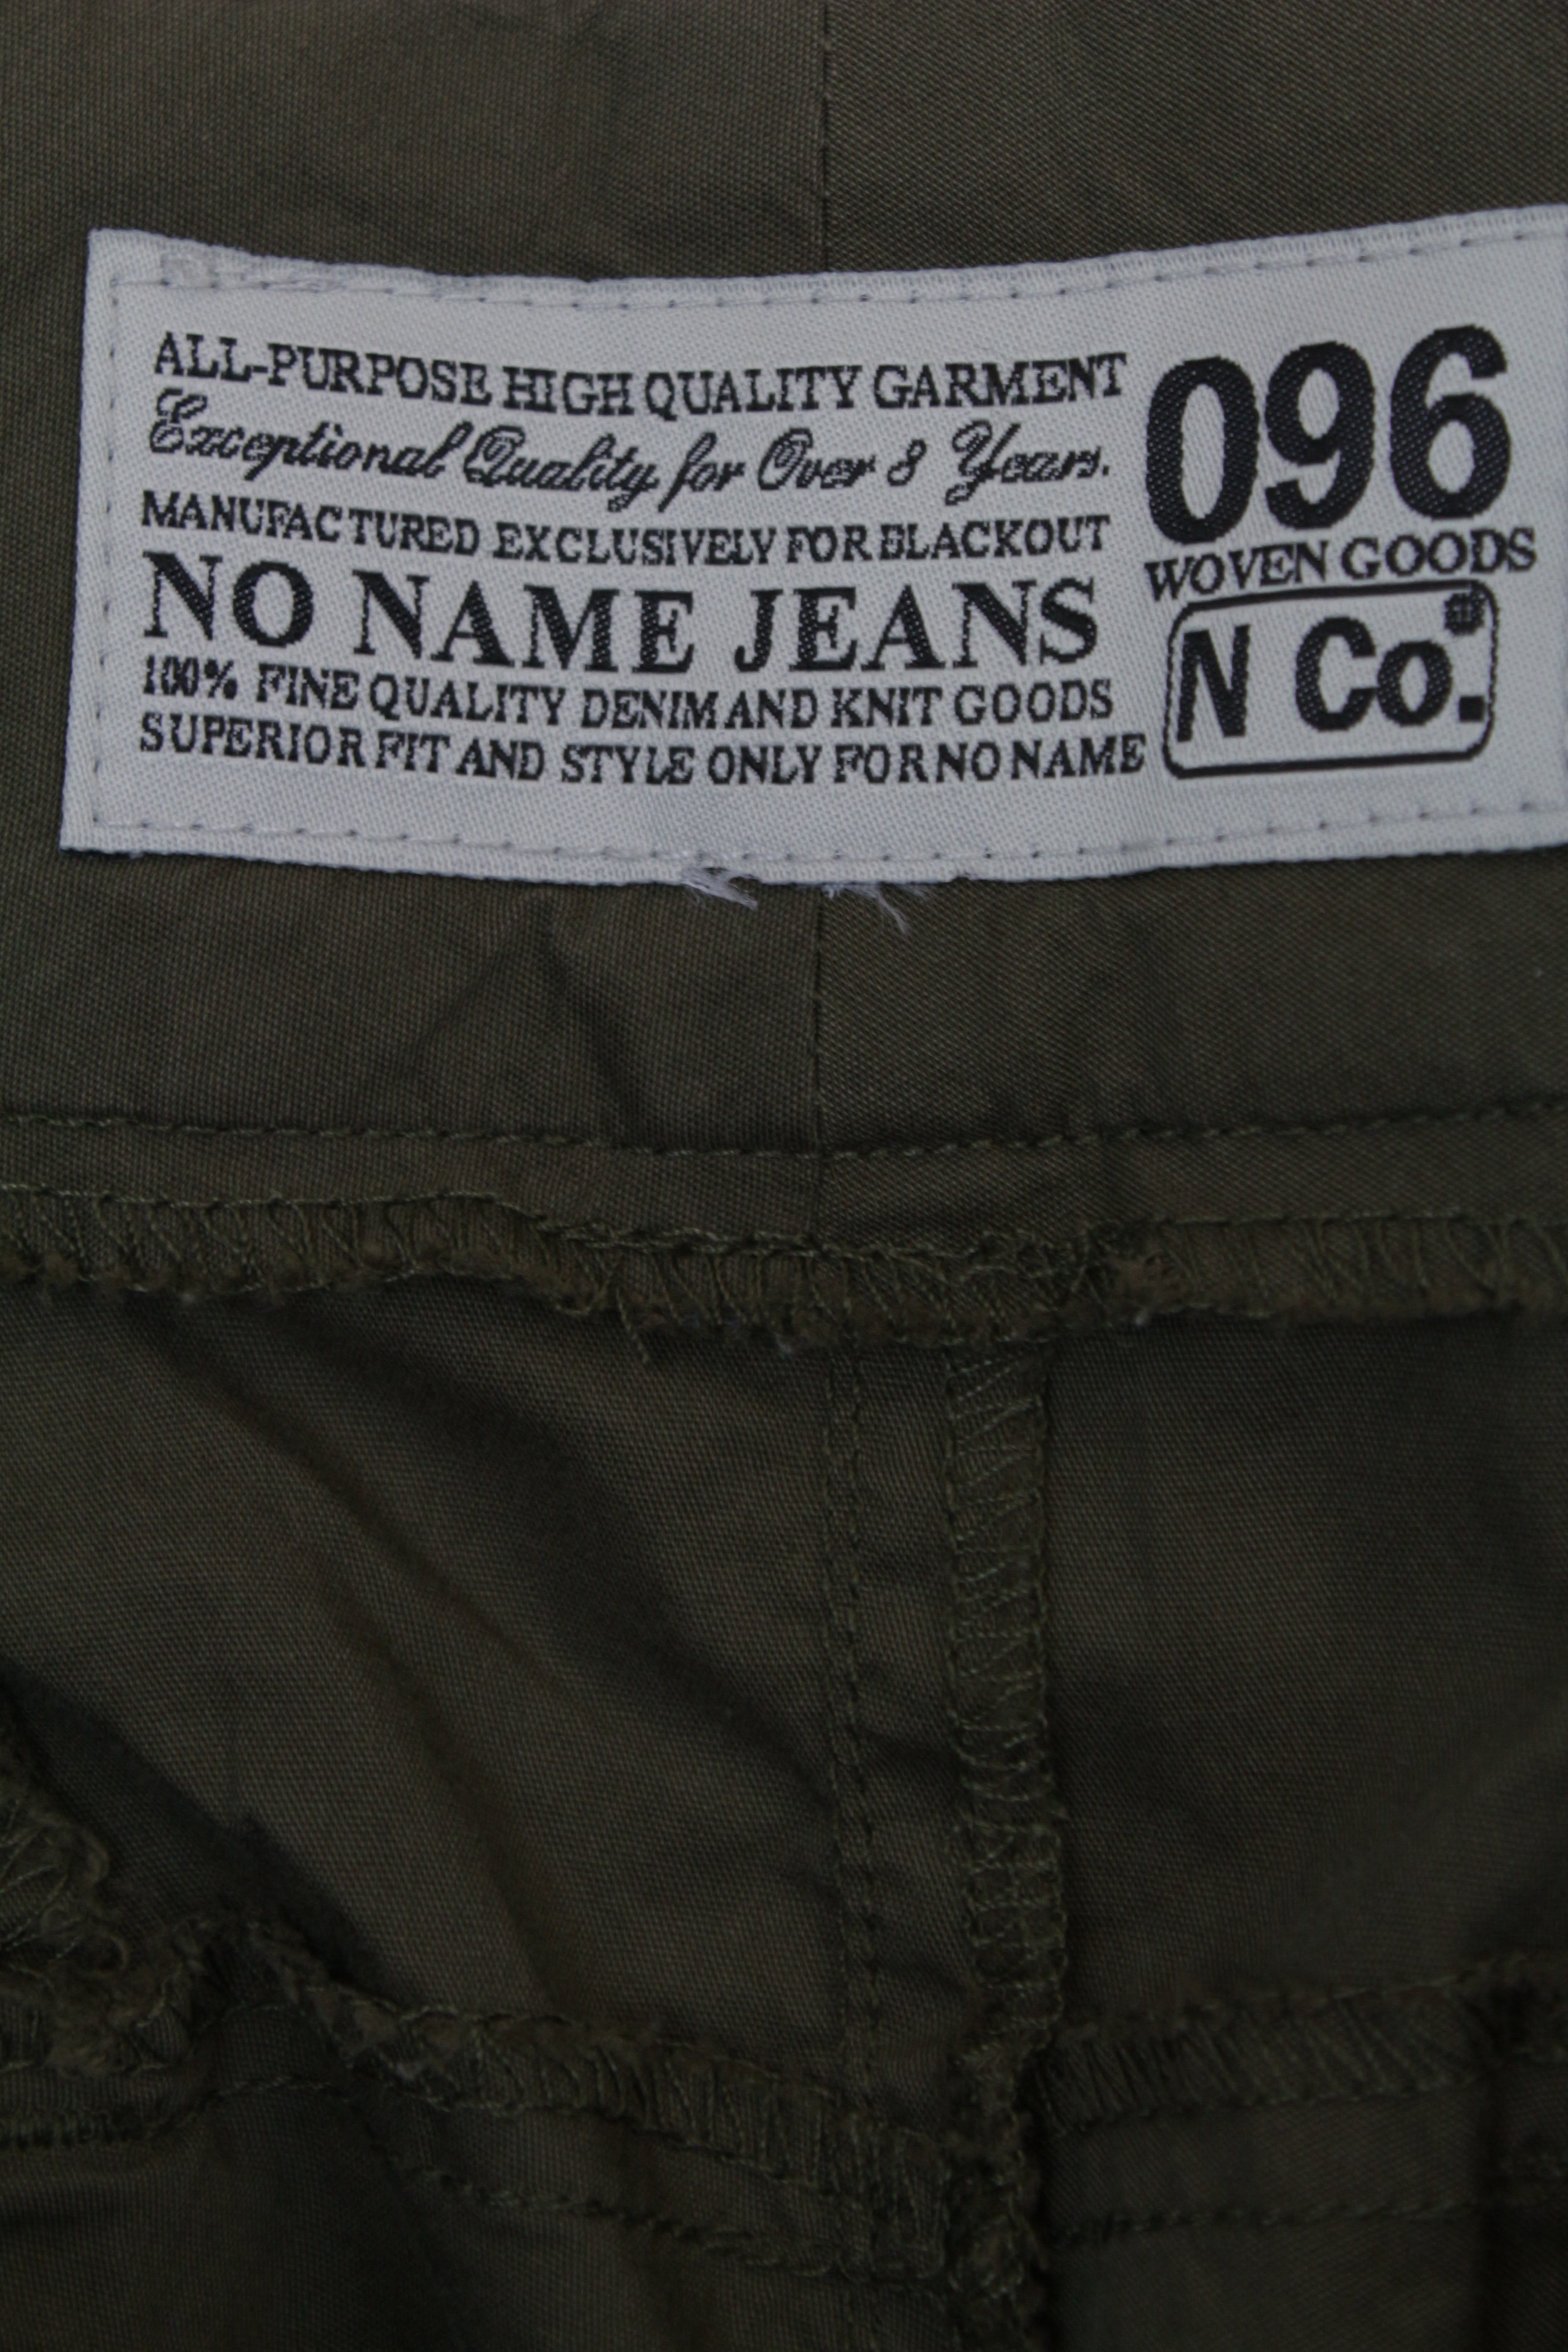 ALL-PURPOSE HIGH QUALITY GARMENT
Exceptional Quality for Over 8 Years.
MANUFACTURED EXCLUSIVELY FOR BLACKOUT
NO NAME JEANS
100% FINE QUALITY DENIM AND KNIT GOODS
SUPERIOR FIT AND STYLE ONLY FOR NO NAME
096
WOVEN GOODS
N Co.